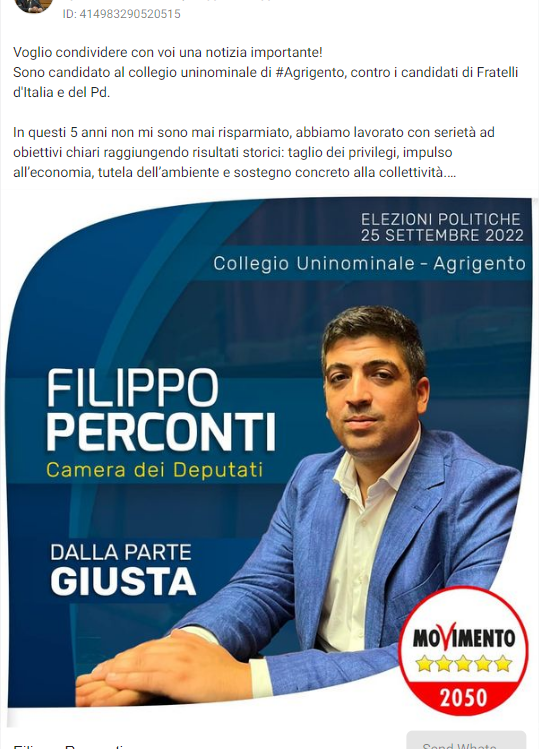 ID: 414983290520515
Voglio condividere con voi una notizia importante!
Sono candidato al collegio uninominale di #Agrigento, contro i candidati di Fratelli
d'Italia e del Pd.
In questi 5 anni non mi sono mai risparmiato, abbiamo lavorato con serietà ad
obiettivi chiari raggiungendo risultati storici: taglio dei privilegi, impulso
all'economia, tutela dell'ambiente e sostegno concreto alla collettività....
ELEZIONI POLITICHE
25 SETTEMBRE 2022
Collegio Uninominale - Agrigento
FILIPPO
PERCONTI
Camera dei Deputati
DALLA PARTE
GIUSTA
MOVIMENTO
2050